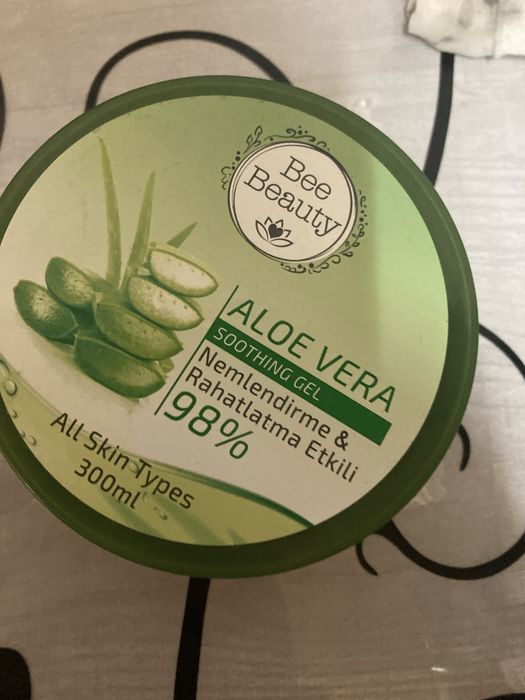 Bee
Beauty
ALOE VERA
SOOTHING GEL
Nemlendirme &
Rahatlatma Etkili
98%
All Skin Types
300ml